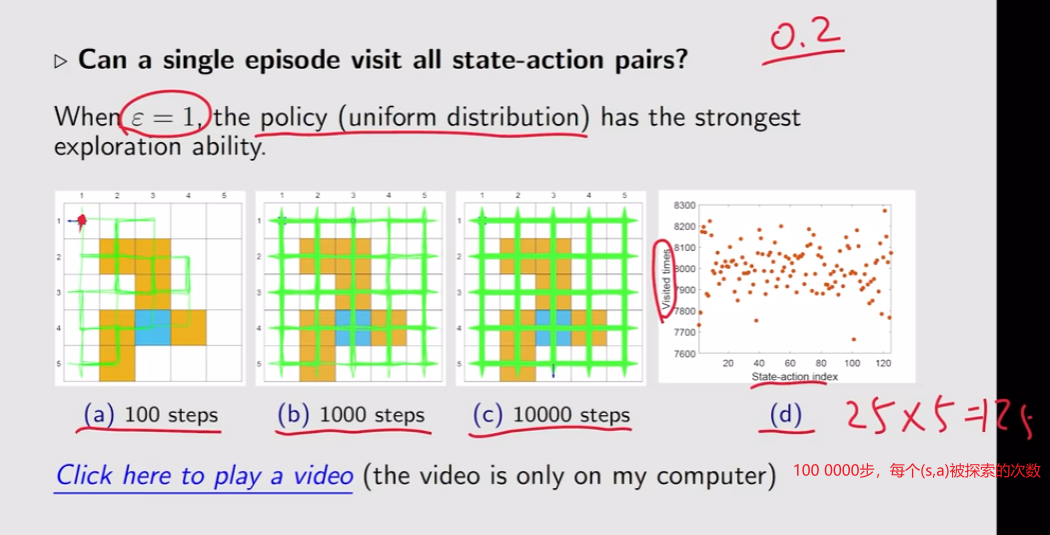 0.2
▷ Can a single episode visit all state-action pairs?
When ε = 1, the policy (uniform distribution) has the strongest
exploration ability.
1 2 3 4 5
1
2
3
4
5
1 2 3 4 5
1
2
3
4
5
1 2 3 4 5
1
2
3
4
5
8300
8200
8100
8000
7900
7800
7700
7600
Visited times
20 40 60 80 100 120
State-action index
(a) 100 steps
(b) 1000 steps
(c) 10000 steps
(d)
25×5=125
Click here to play a video (the video is only on my computer)
100 0000步，每个(s,a)被探索的次数